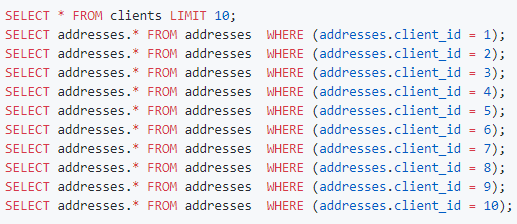 SELECT * FROM clients LIMIT 10;
SELECT addresses.* FROM addresses  WHERE (addresses.client_id = 1);
SELECT addresses.* FROM addresses  WHERE (addresses.client_id = 2);
SELECT addresses.* FROM addresses  WHERE (addresses.client_id = 3);
SELECT addresses.* FROM addresses  WHERE (addresses.client_id = 4);
SELECT addresses.* FROM addresses  WHERE (addresses.client_id = 5);
SELECT addresses.* FROM addresses  WHERE (addresses.client_id = 6);
SELECT addresses.* FROM addresses  WHERE (addresses.client_id = 7);
SELECT addresses.* FROM addresses  WHERE (addresses.client_id = 8);
SELECT addresses.* FROM addresses  WHERE (addresses.client_id = 9);
SELECT addresses.* FROM addresses  WHERE (addresses.client_id = 10);